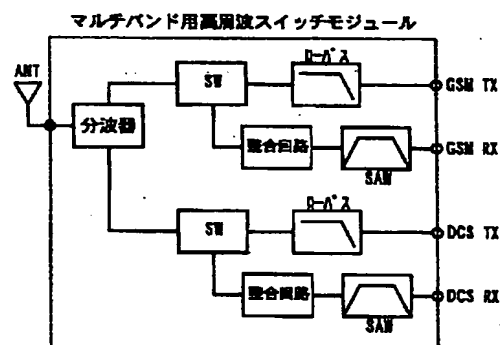 マルチバンド用高周波スイッチモジュール
ANT
分波器
SW
ローパス
GSM TX
整合回路
SAW
GSM RX
SW
ローパス
DCS TX
整合回路
SAW
DCS RX